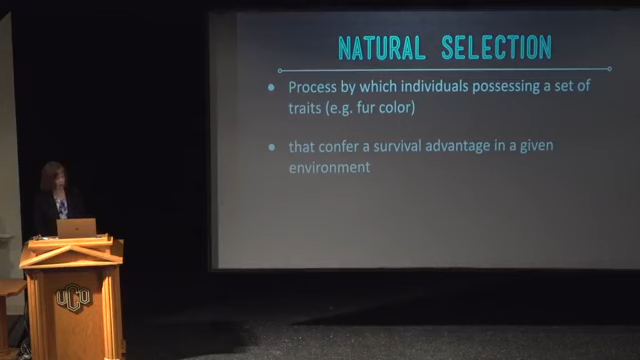 NATURAL SELECTION
● Process by which individuals possessing a set of
traits (e.g. fur color)
● that confer a survival advantage in a given
environment
UCO